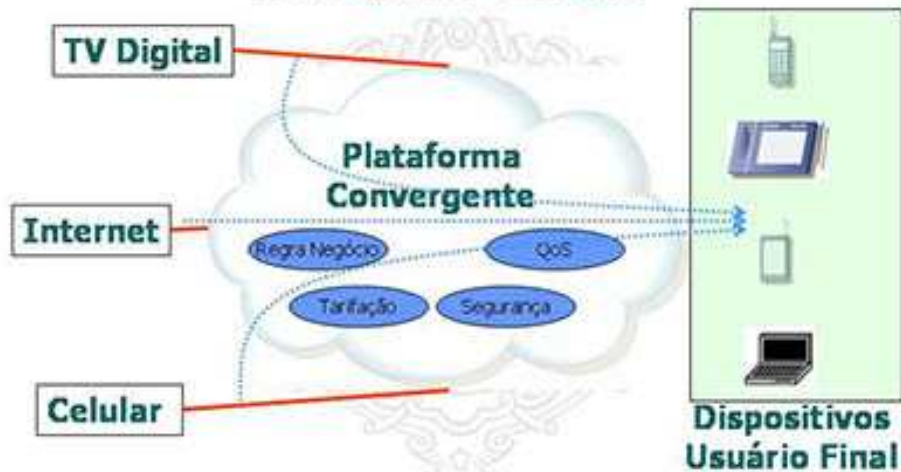 TV Digital
Plataforma
Convergente
Internet
Regra Negócio
QoS
Tarifação
Segurança
Celular
Dispositivos
Usuário Final